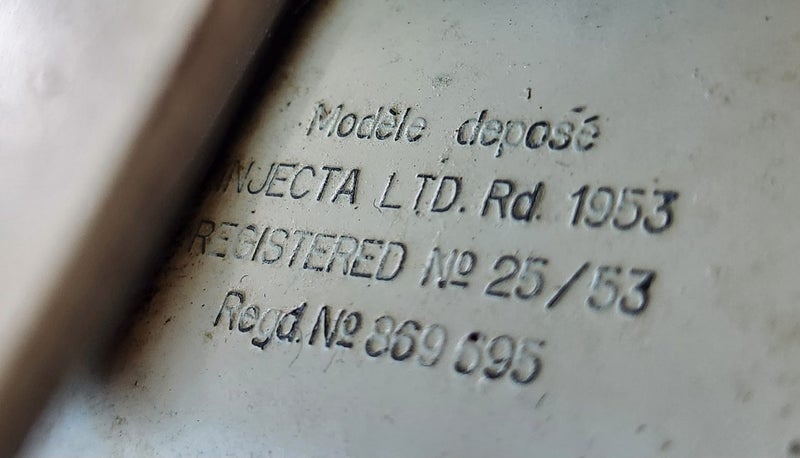 Modèle deposé
INJECTA LTD. Rd. 1953
REGISTERED Nº 25/53
Regd. Nº 869 695